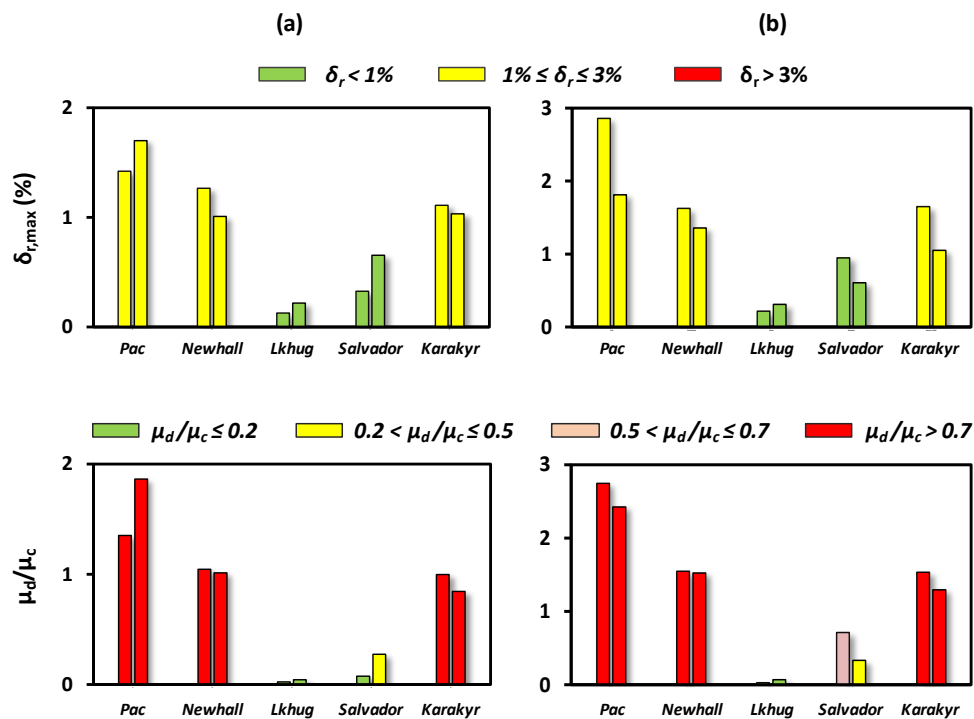 (a) (b)
δr < 1% 1% ≤ δr ≤ 3% δr > 3%
δr,max (%)
2
1
0
Pac Newhall Lkhug Salvador Karakyr
3
2
1
0
Pac Newhall Lkhug Salvador Karakyr
μd/μc ≤ 0.2 0.2 < μd/μc ≤ 0.5 0.5 < μd/μc ≤ 0.7 μd/μc > 0.7
μd/μc
2
1
0
Pac Newhall Lkhug Salvador Karakyr
3
2
1
0
Pac Newhall Lkhug Salvador Karakyr